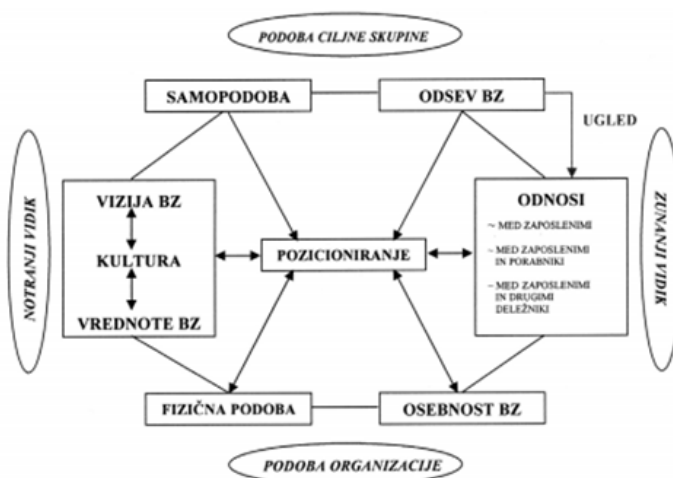 PODOBA CILJNE SKUPINE
SAMOPODOBA
ODSEV BZ
UGLED
NOTRANJI VIDIK
VIZIJA BZ
KULTURA
VREDNOTE BZ
POZICIONIRANJE
ODNOSI
~ MED ZAPOSLENIMI
~ MED ZAPOSLENIMI
IN PORABNIKI
~ MED ZAPOSLENIMI
IN DRUGIMI
DELEŽNIKI
ZUNANJI VIDIK
FIZIČNA PODOBA
OSEBNOST BZ
PODOBA ORGANIZACIJE